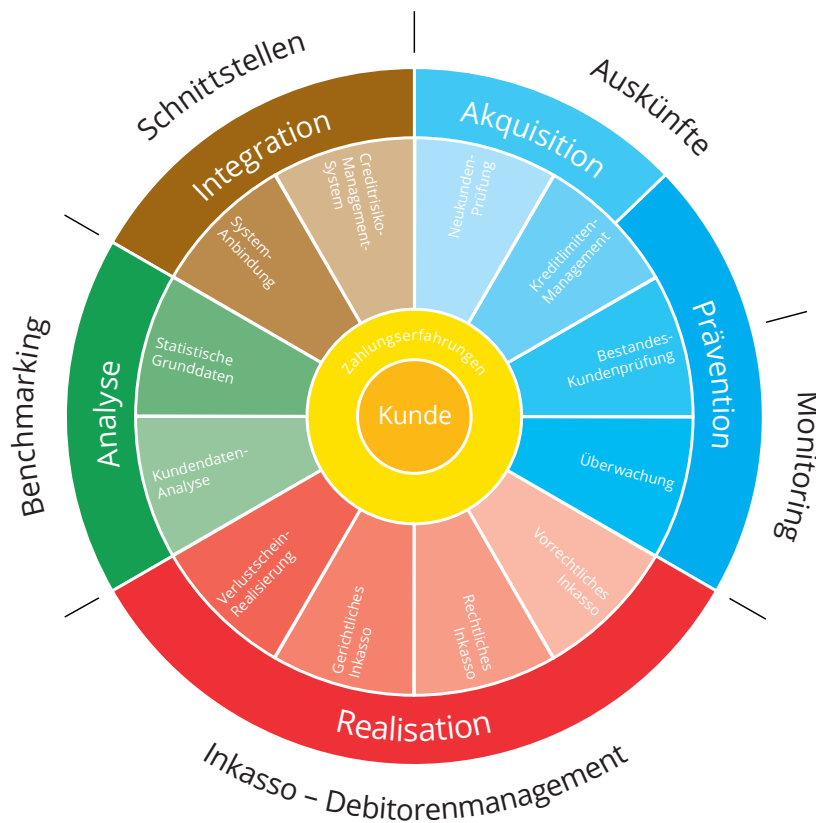 Schnittstellen
Auskünfte
Monitoring
Inkasso – Debitorenmanagement
Benchmarking
Integration
Akquisition
Prävention
Realisation
Analyse
Creditrisiko-
Management-
System
Neukunden-
Prüfung
Kreditlimiten-
Management
Bestandes-
Kundenprüfung
Überwachung
Vorrechtliches
Inkasso
Rechtliches
Inkasso
Gerichtliches
Inkasso
Verlustschein-
Realisierung
Kundendaten-
Analyse
Statistische
Grunddaten
System-
Anbindung
Zahlungserfahrungen
Kunde